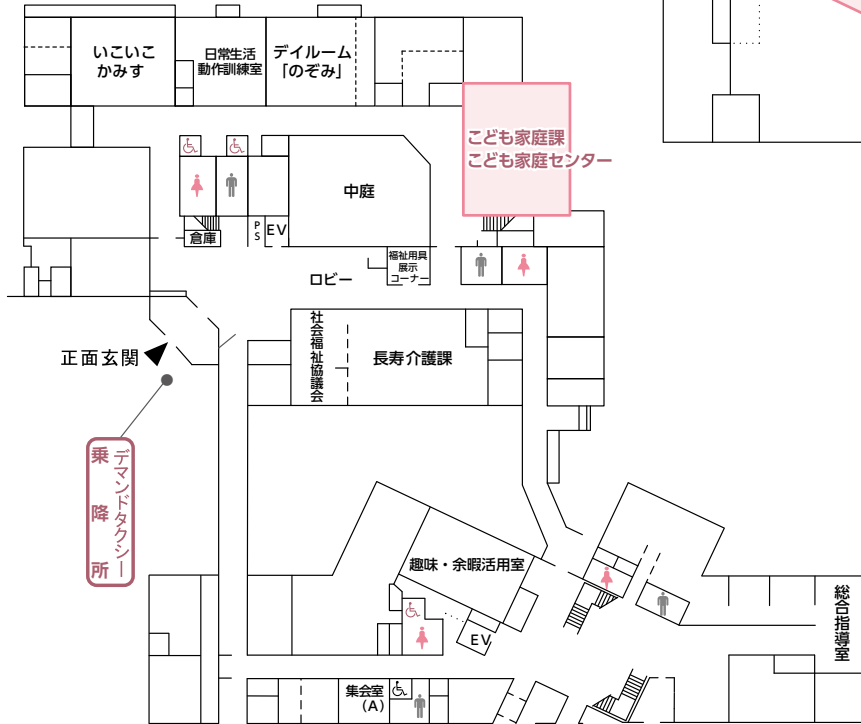 いこいこ
かみす
日常生活
動作訓練室
デイルーム
「のぞみ」
こども家庭課
こども家庭センター
中庭
倉庫
PS
EV
福祉用具
展示
コーナー
ロビー
社会福祉協議会
長寿介護課
正面玄関
デマンドタクシー
乗降所
趣味・余暇活用室
EV
総合指導室
集会室
(A)